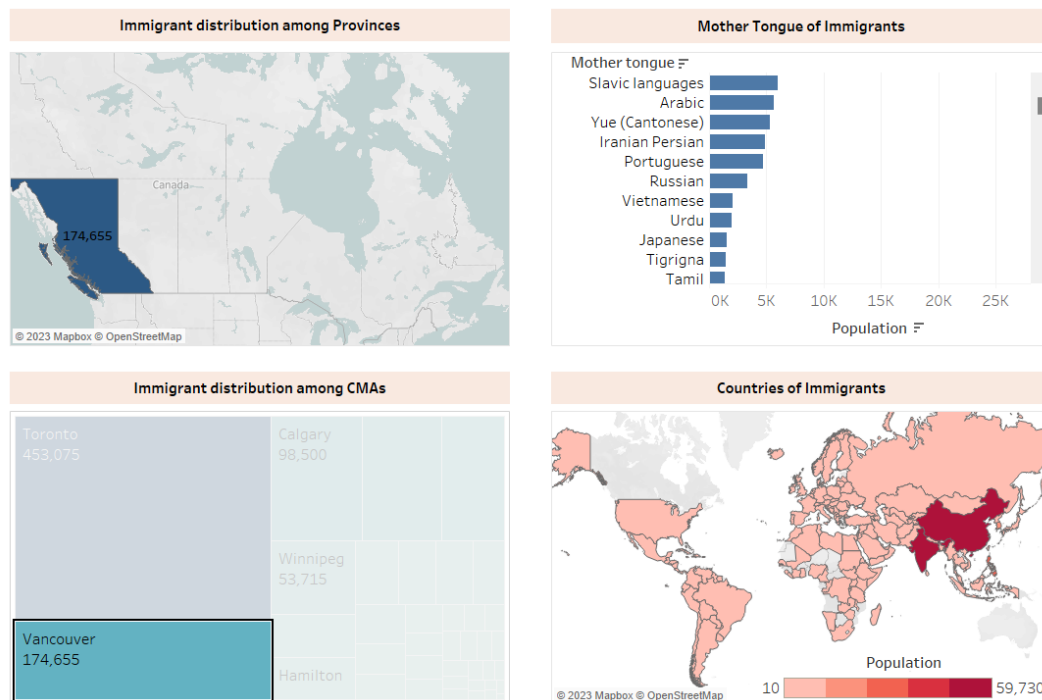 Immigrant distribution among Provinces
Canada
174,655
© 2023 Mapbox © OpenStreetMap
Mother Tongue of Immigrants
Mother tongue
Slavic languages
Arabic
Yue (Cantonese)
Iranian Persian
Portuguese
Russian
Vietnamese
Urdu
Japanese
Tigrigna
Tamil
0K 5K 10K 15K 20K 25K
Population
Immigrant distribution among CMAs
Toronto
453,075
Calgary
98,500
Winnipeg
53,715
Vancouver
174,655
Hamilton
Countries of Immigrants
Population
10 59,730
© 2023 Mapbox © OpenStreetMap